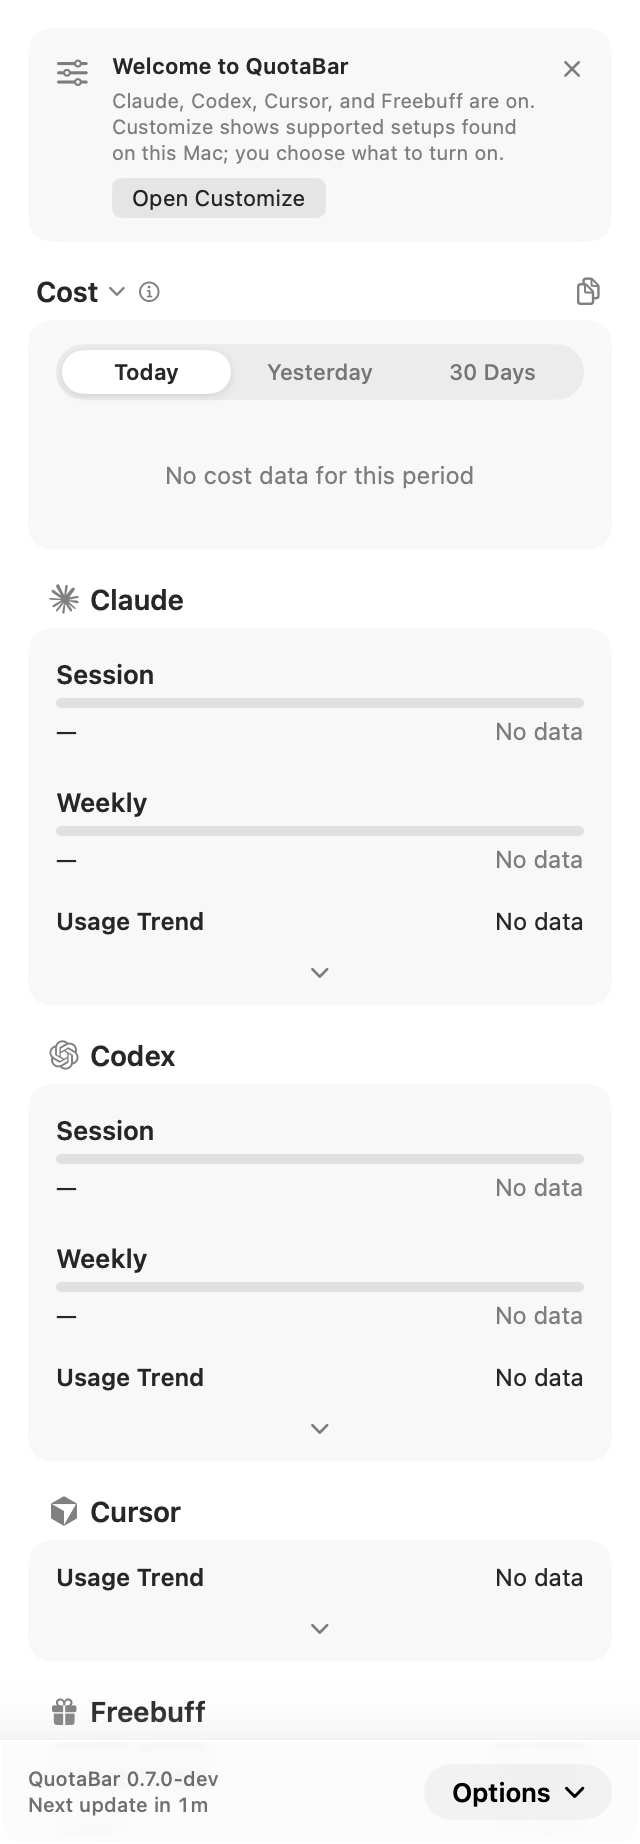 Welcome to QuotaBar
Claude, Codex, Cursor, and Freebuff are on.
Customize shows supported setups found
on this Mac; you choose what to turn on.
Open Customize
Cost
Today Yesterday 30 Days
No cost data for this period
Claude
Session
— No data
Weekly
— No data
Usage Trend No data
Codex
Session
— No data
Weekly
— No data
Usage Trend No data
Cursor
Usage Trend No data
Freebuff
QuotaBar 0.7.0-dev
Next update in 1m
Options